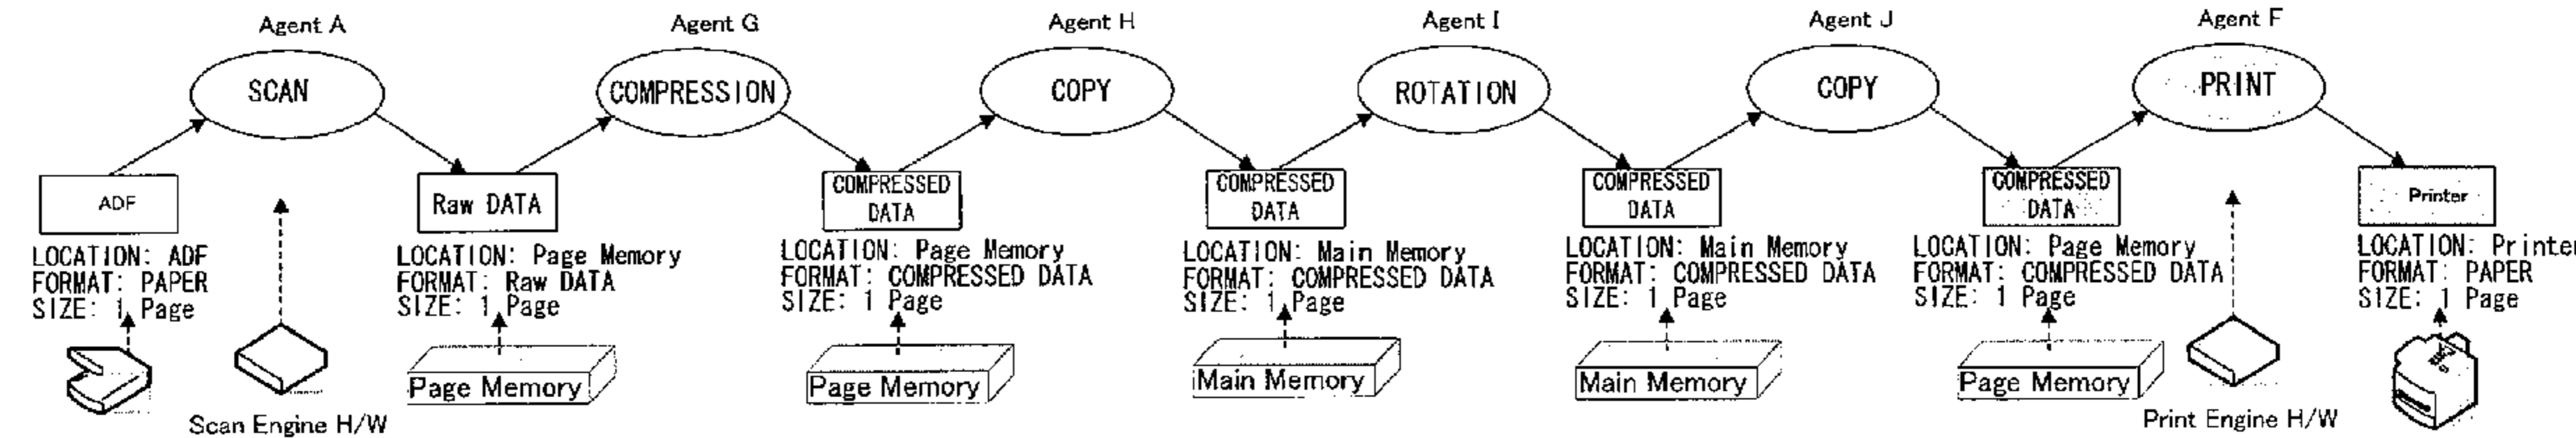 Agent A
Agent G
Agent H
Agent I
Agent J
Agent F
SCAN
COMPRESSION
COPY
ROTATION
COPY
PRINT
ADF
Raw DATA
COMPRESSED
DATA
COMPRESSED
DATA
COMPRESSED
DATA
COMPRESSED
DATA
Printer
LOCATION: ADF
FORMAT: PAPER
SIZE: 1 Page
LOCATION: Page Memory
FORMAT: Raw DATA
SIZE: 1 Page
LOCATION: Page Memory
FORMAT: COMPRESSED DATA
SIZE: 1 Page
LOCATION: Main Memory
FORMAT: COMPRESSED DATA
SIZE: 1 Page
LOCATION: Main Memory
FORMAT: COMPRESSED DATA
SIZE: 1 Page
LOCATION: Page Memory
FORMAT: COMPRESSED DATA
SIZE: 1 Page
LOCATION: Printer
FORMAT: PAPER
SIZE: 1 Page
Page Memory
Page Memory
Main Memory
Main Memory
Page Memory
Scan Engine H/W
Print Engine H/W